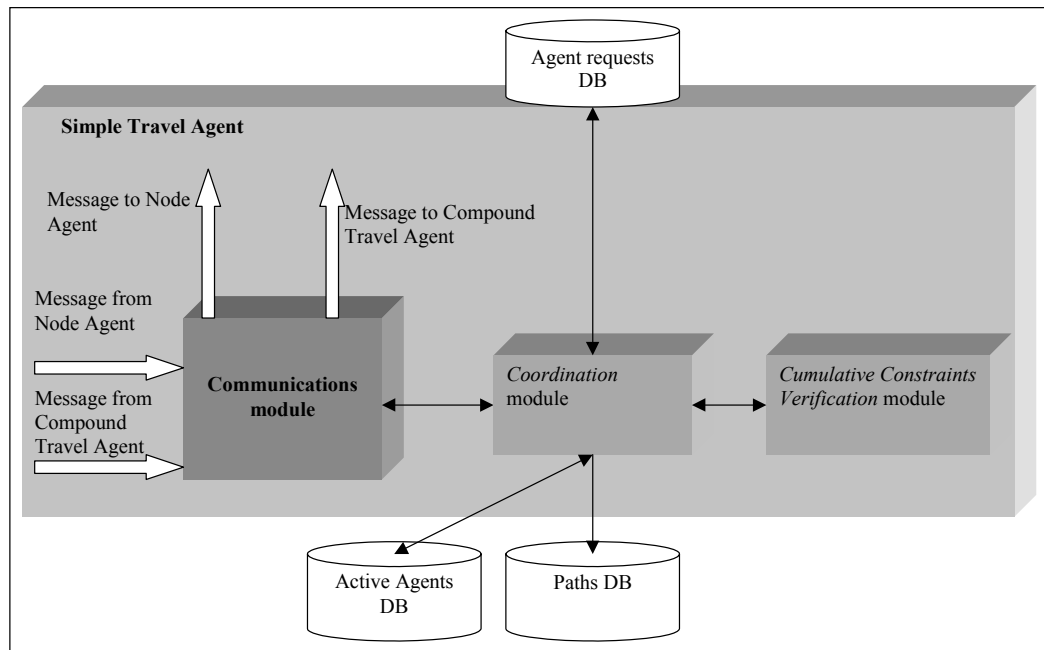 Agent requests
DB
Simple Travel Agent
Message to Node
Agent
Message to Compound
Travel Agent
Message from
Node Agent
Communications
module
Message from
Compound
Travel Agent
Coordination
module
Cumulative Constraints
Verification module
Active Agents
DB
Paths DB